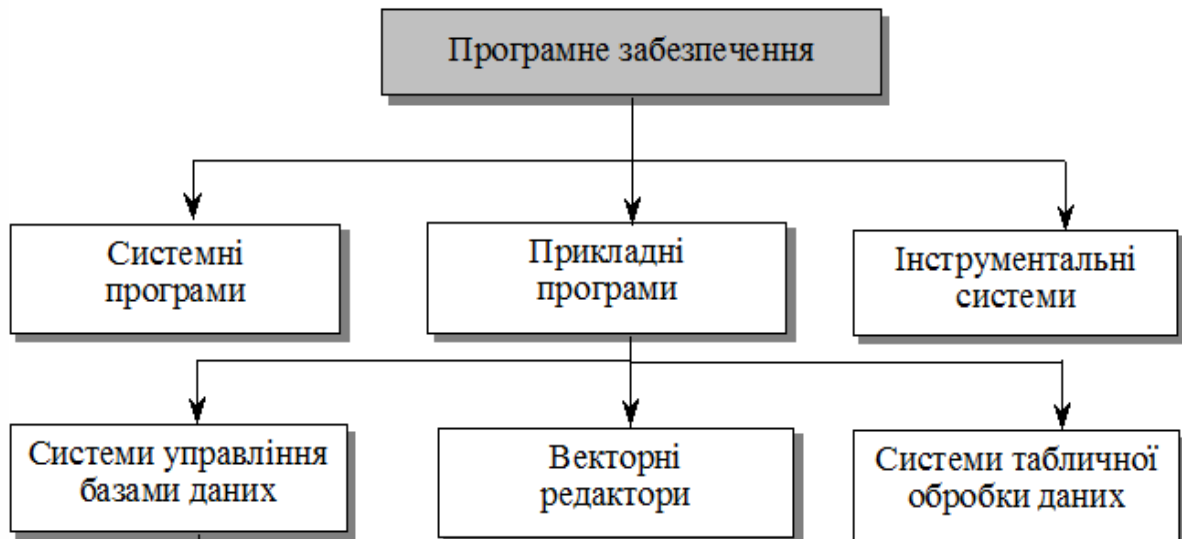 Програмне забезпечення
Системні
програми
Прикладні
програми
Інструментальні
системи
Системи управління
базами даних
Векторні
редактори
Системи табличної
обробки даних